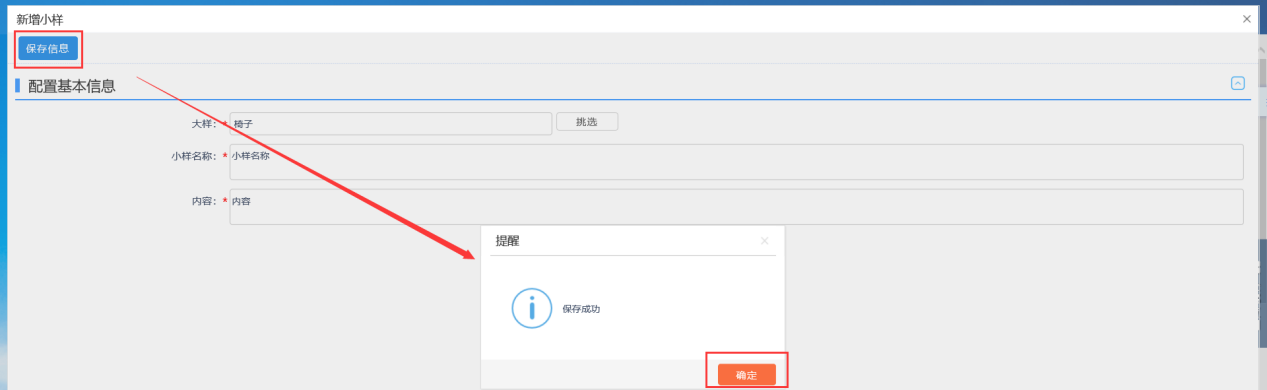 新增小样
保存信息
配置基本信息
大样: * 椅子 挑选
小样名称: * 小样名称
内容: * 内容
提醒
保存成功
确定